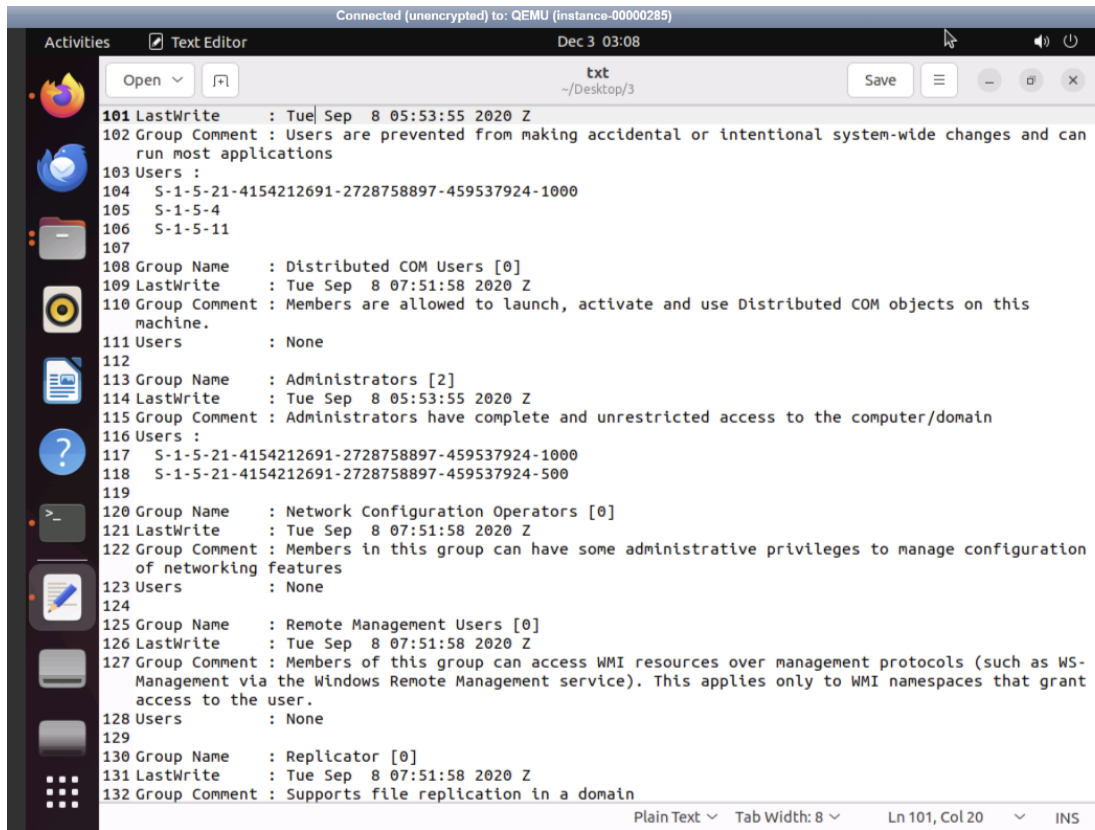 Connected (unencrypted) to: QEMU (instance-00000285)
Activities Text Editor Dec 3 03:08
Open txt Save
~/Desktop/3
101 LastWrite : Tue Sep 8 05:53:55 2020 Z
102 Group Comment : Users are prevented from making accidental or intentional system-wide changes and can
run most applications
103 Users :
104 S-1-5-21-4154212691-2728758897-459537924-1000
105 S-1-5-4
106 S-1-5-11
107
108 Group Name : Distributed COM Users [0]
109 LastWrite : Tue Sep 8 07:51:58 2020 Z
110 Group Comment : Members are allowed to launch, activate and use Distributed COM objects on this
machine.
111 Users : None
112
113 Group Name : Administrators [2]
114 LastWrite : Tue Sep 8 05:53:55 2020 Z
115 Group Comment : Administrators have complete and unrestricted access to the computer/domain
116 Users :
117 S-1-5-21-4154212691-2728758897-459537924-1000
118 S-1-5-21-4154212691-2728758897-459537924-500
119
120 Group Name : Network Configuration Operators [0]
121 LastWrite : Tue Sep 8 07:51:58 2020 Z
122 Group Comment : Members in this group can have some administrative privileges to manage configuration
of networking features
123 Users : None
124
125 Group Name : Remote Management Users [0]
126 LastWrite : Tue Sep 8 07:51:58 2020 Z
127 Group Comment : Members of this group can access WMI resources over management protocols (such as WS-
Management via the Windows Remote Management service). This applies only to WMI namespaces that grant
access to the user.
128 Users : None
129
130 Group Name : Replicator [0]
131 LastWrite : Tue Sep 8 07:51:58 2020 Z
132 Group Comment : Supports file replication in a domain
Plain Text Tab Width: 8 Ln 101, Col 20 INS